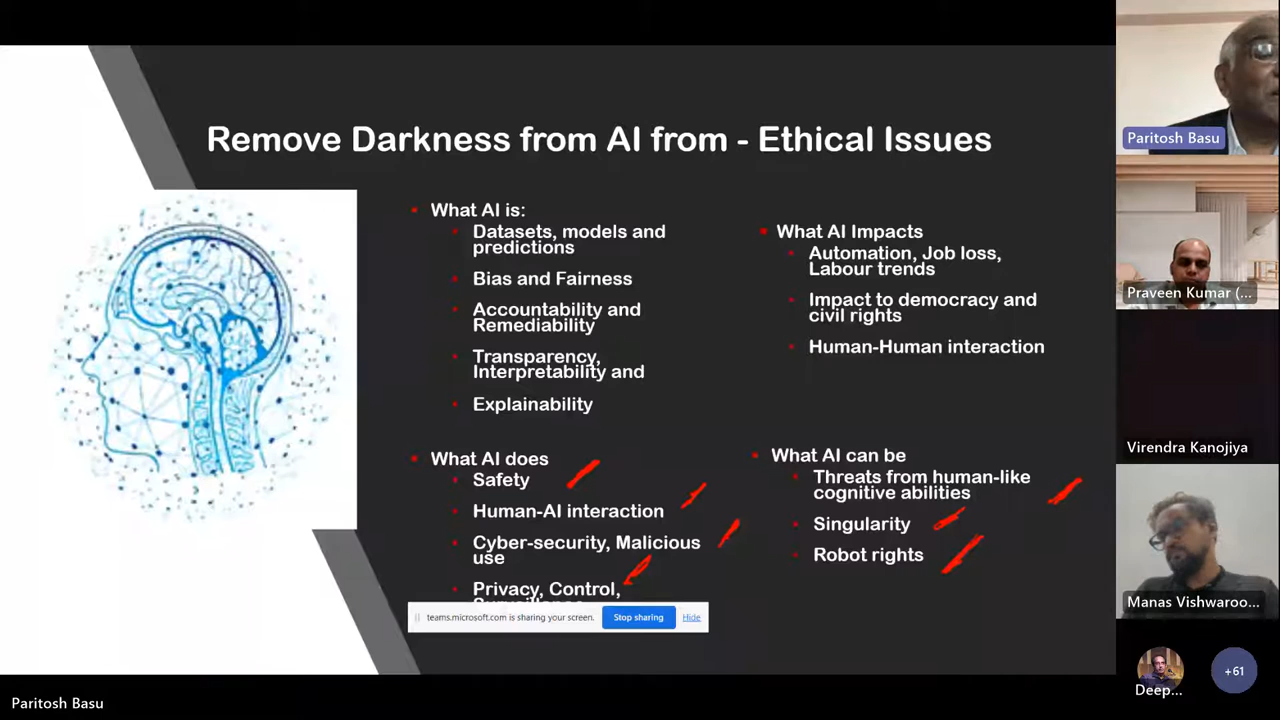 Remove Darkness from AI from - Ethical Issues
What AI is:
Datasets, models and
predictions
Bias and Fairness
Accountability and
Remediability
Transparency,
Interpretability and
Explainability
What AI Impacts
Automation, Job loss,
Labour trends
Impact to democracy and
civil rights
Human-Human interaction
What AI does
Safety
Human-AI interaction
Cyber-security, Malicious
use
Privacy, Control,
What AI can be
Threats from human-like
cognitive abilities
Singularity
Robot rights
teams.microsoft.com is sharing your screen.
Stop sharing
Hide
Paritosh Basu
Praveen Kumar (...
Virendra Kanojiya
Manas Vishwaroo...
Deep...
+61
Paritosh Basu